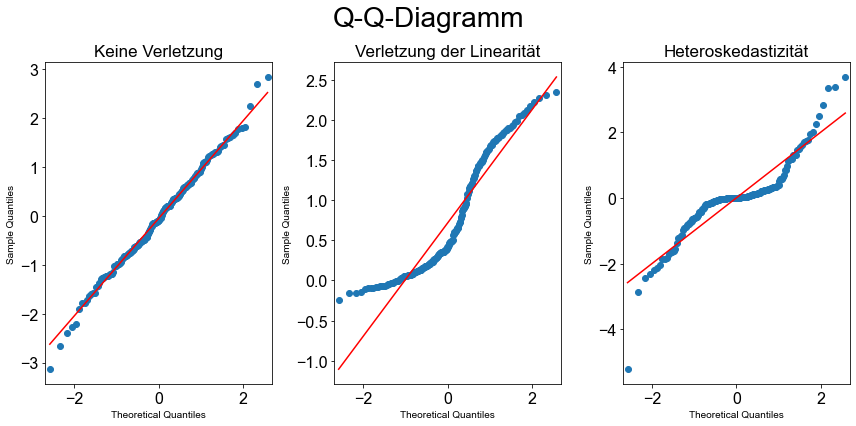 Q-Q-Diagramm
Keine Verletzung
Verletzung der Linearität
Heteroskedastizität
3
2
1
0
−1
−2
−3
Sample Quantiles
−2
0
2
Theoretical Quantiles
2.5
2.0
1.5
1.0
0.5
0.0
−0.5
−1.0
Sample Quantiles
−2
0
2
Theoretical Quantiles
4
2
0
−2
−4
Sample Quantiles
−2
0
2
Theoretical Quantiles